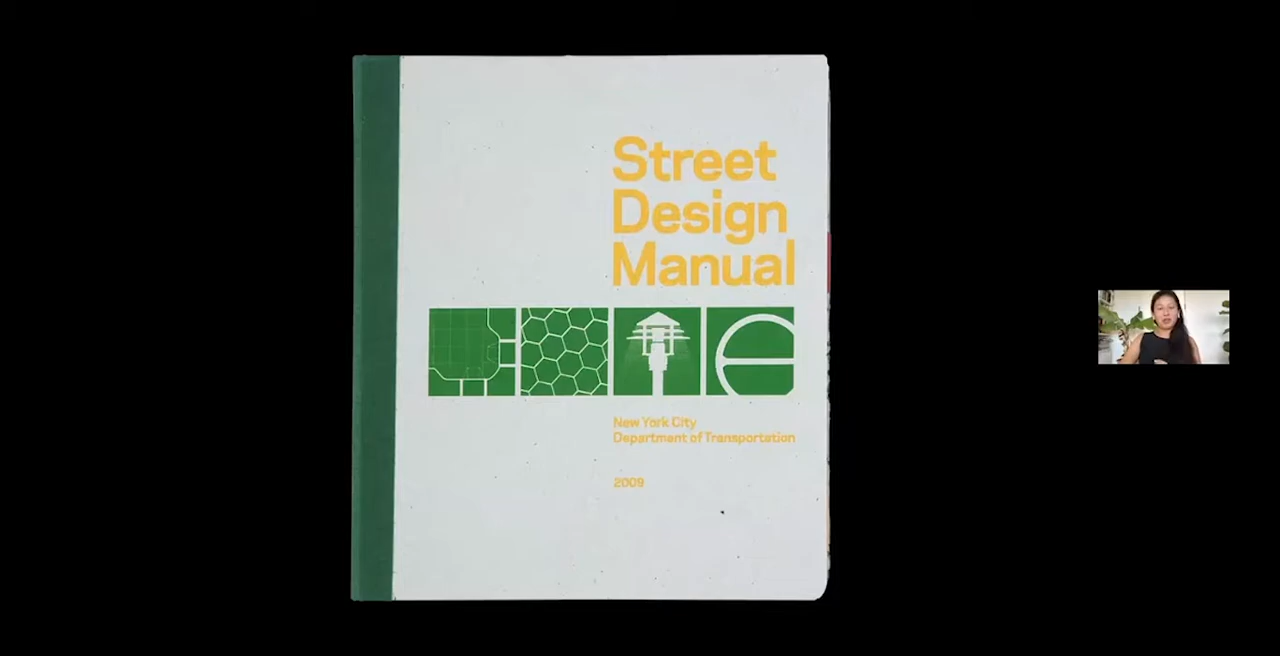 Street
Design
Manual
New York City
Department of Transportation
2009